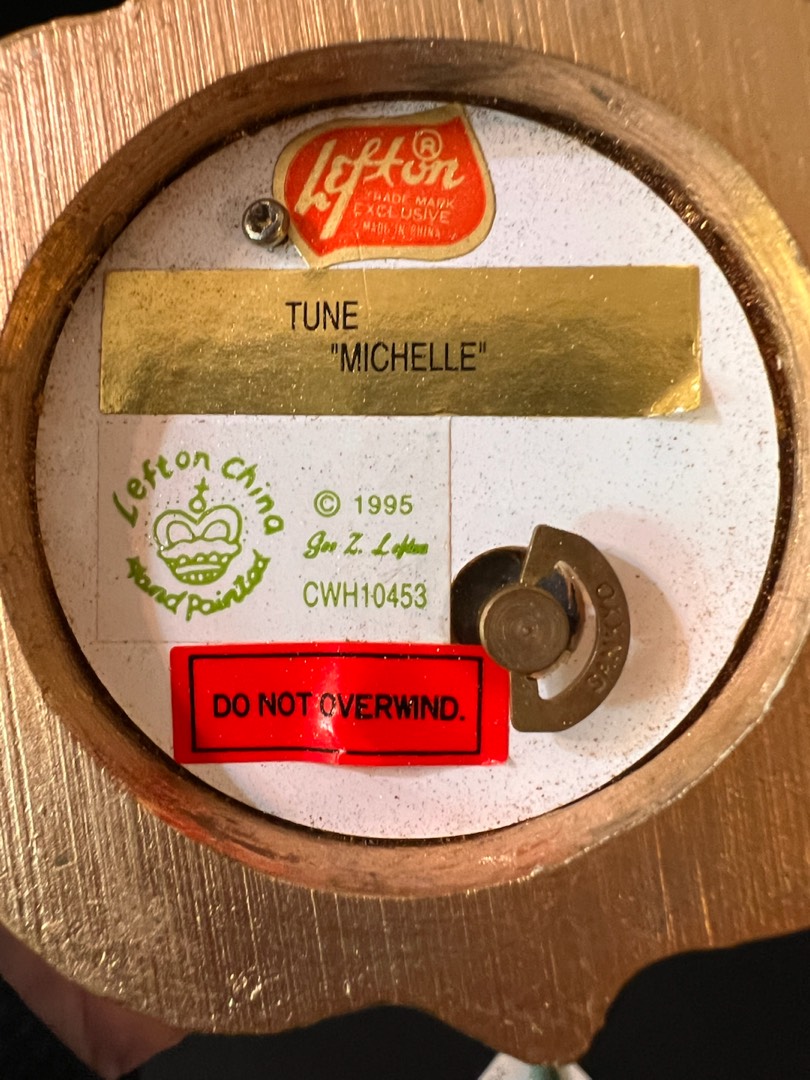 Lefton ®
TRADE MARK
EXCLUSIVE
MADE IN CHINA
TUNE
"MICHELLE"
Lefton China
Hand Painted
© 1995
Geo Z. Lefton
CWH10453
SANKYO
DO NOT OVERWIND.